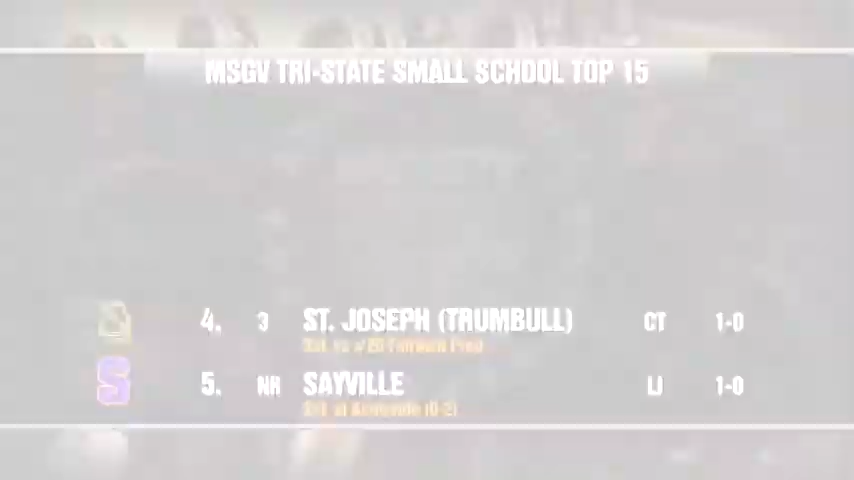 MSGV TRI-STATE SMALL SCHOOL TOP 15
4. 3 ST. JOSEPH (TRUMBULL) CT 1-0
5. NR SAYVILLE LI 1-0
S